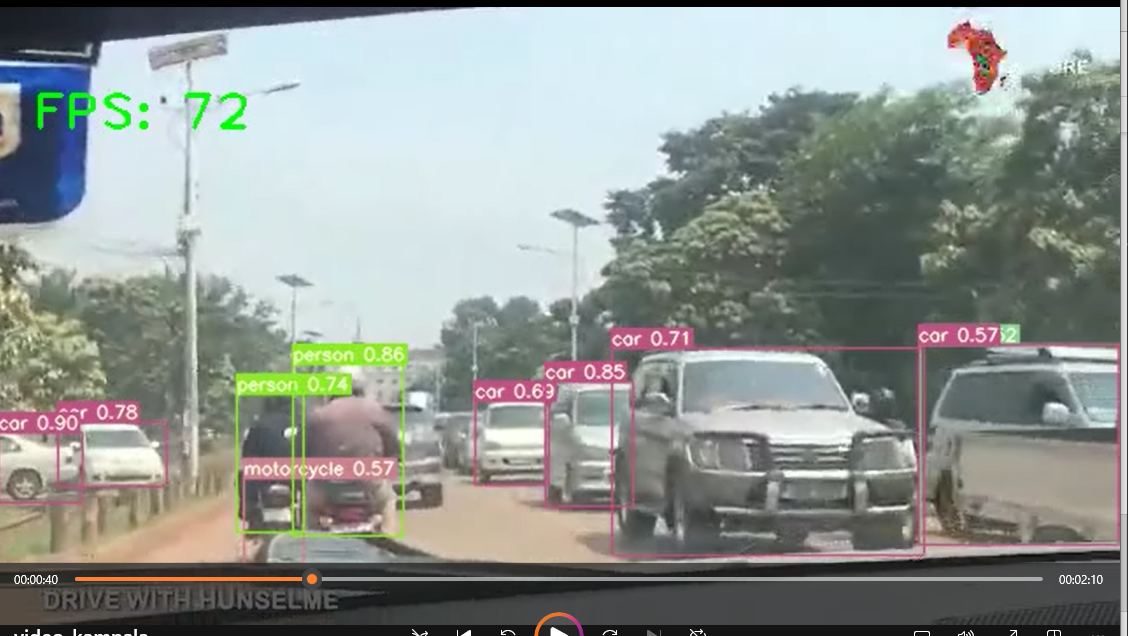 FPS: 72
person 0.86
person 0.74
car 0.71
car 0.57
car 0.85
car 0.69
car 0.78
car 0.90
motorcycle 0.57
00:00:40
00:02:10
DRIVE WITH HUNSELME
video_kampala